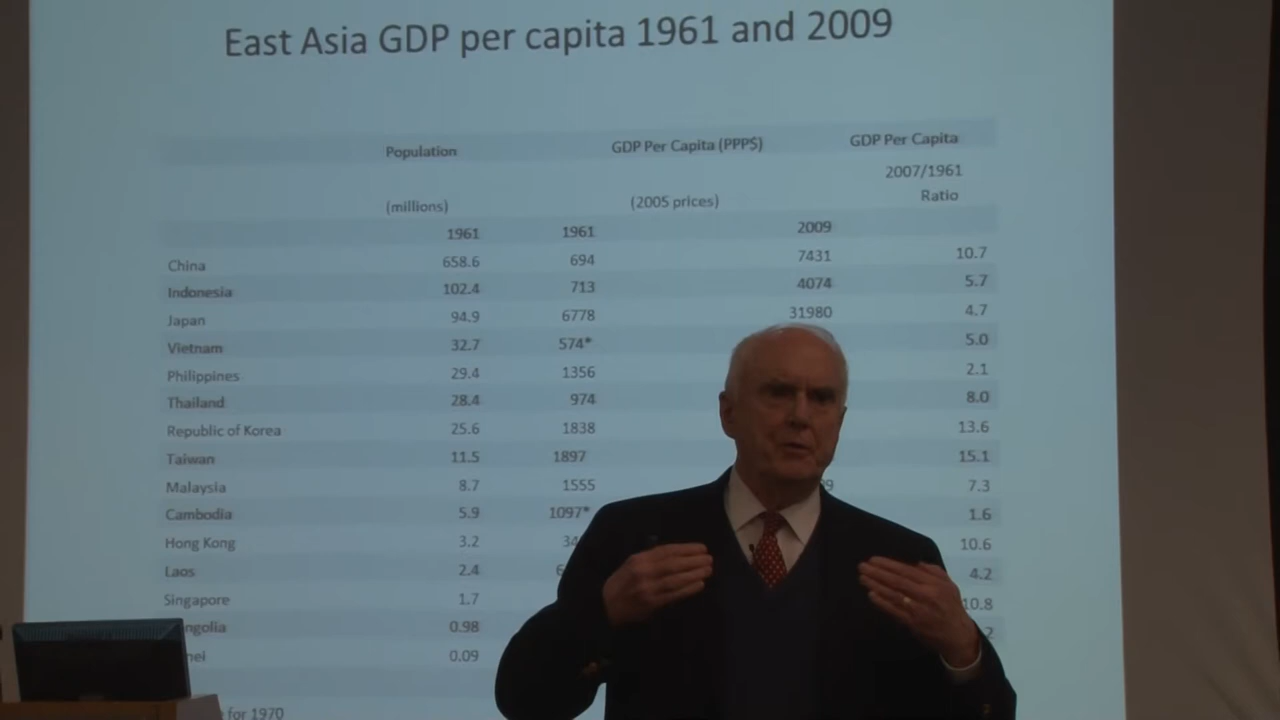 East Asia GDP per capita 1961 and 2009
Population GDP Per Capita (PPP$) GDP Per Capita
2007/1961
(millions) (2005 prices) Ratio
1961 1961 2009
China 658.6 694 7431 10.7
Indonesia 102.4 713 4074 5.7
Japan 94.9 6778 31980 4.7
Vietnam 32.7 574* 5.0
Philippines 29.4 1356 2.1
Thailand 28.4 974 8.0
Republic of Korea 25.6 1838 13.6
Taiwan 11.5 1897 15.1
Malaysia 8.7 1555 9 7.3
Cambodia 5.9 1097* 1.6
Hong Kong 3.2 34 10.6
Laos 2.4 6 4.2
Singapore 1.7 10.8
ngolia 0.98 2
nei 0.09
for 1970